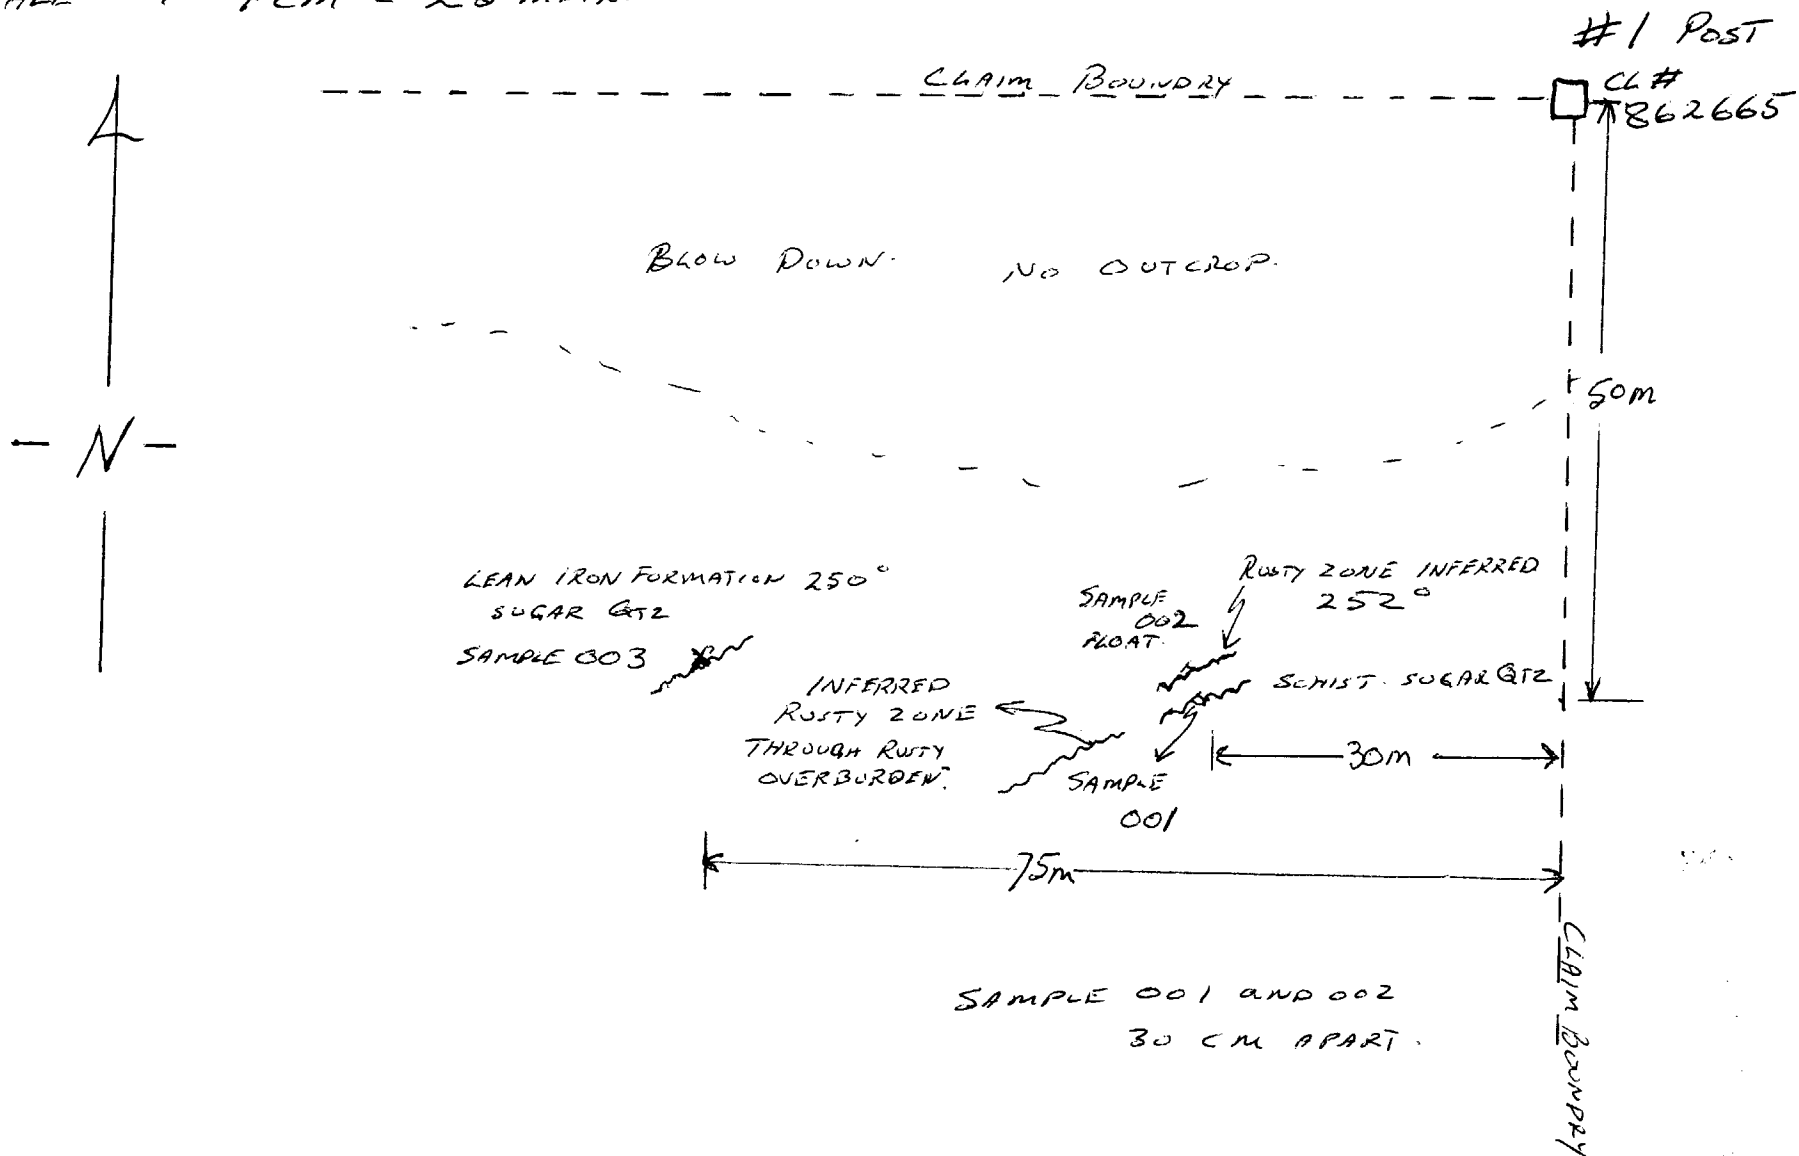 1CM = 20
#1 POST
CL#
862665
CLAIM BOUNDRY
BLOW DOWN. NO OUTCROP.
50m
- N -
LEAN IRON FORMATION 250°
SUGAR QTZ
SAMPLE 003
RUSTY ZONE INFERRED
252°
SAMPLE
002
FLOAT.
SCHIST. SUGAR QTZ
INFERRED
RUSTY ZONE
THROUGH RUSTY
OVERBURDEN.
30m
SAMPLE
001
75m
CLAIM BOUNDRY
SAMPLE 001 AND 002
30 CM APART.